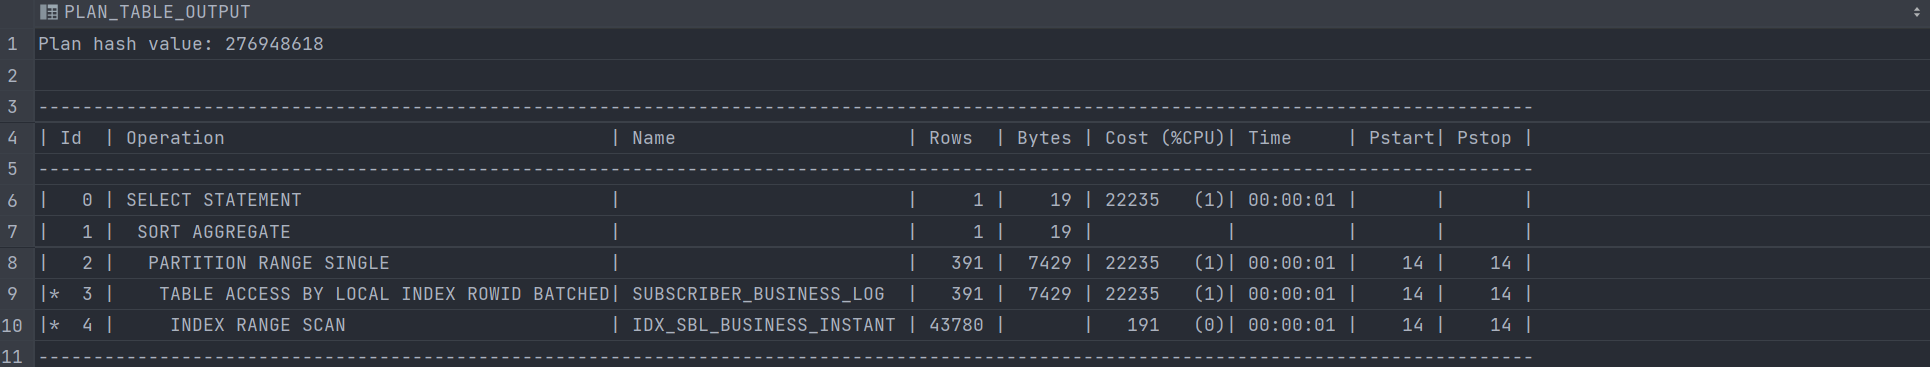 PLAN_TABLE_OUTPUT
1 Plan hash value: 276948618
2
3 ----------------------------------------------------------------------------------------------------------------------------------------
4 | Id  | Operation                                  | Name                     | Rows  | Bytes | Cost (%CPU)| Time     | Pstart| Pstop |
5 ----------------------------------------------------------------------------------------------------------------------------------------
6 |   0 | SELECT STATEMENT                           |                          |     1 |    19 | 22235   (1)| 00:00:01 |       |       |
7 |   1 |  SORT AGGREGATE                            |                          |     1 |    19 |            |          |       |       |
8 |   2 |   PARTITION RANGE SINGLE                   |                          |   391 |  7429 | 22235   (1)| 00:00:01 |    14 |    14 |
9 |*  3 |    TABLE ACCESS BY LOCAL INDEX ROWID BATCHED| SUBSCRIBER_BUSINESS_LOG  |   391 |  7429 | 22235   (1)| 00:00:01 |    14 |    14 |
10 |*  4 |     INDEX RANGE SCAN                       | IDX_SBL_BUSINESS_INSTANT | 43780 |       |   191   (0)| 00:00:01 |    14 |    14 |
11 ----------------------------------------------------------------------------------------------------------------------------------------